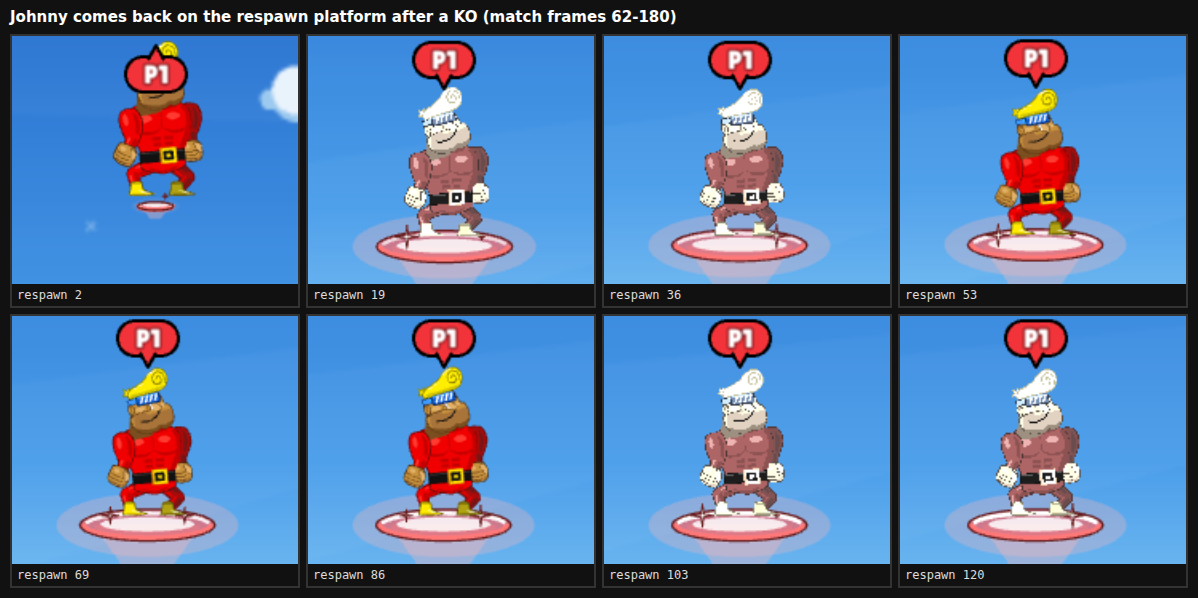 Johnny comes back on the respawn platform after a KO (match frames 62-180)
P1
P1
P1
P1
respawn 2
respawn 19
respawn 36
respawn 53
P1
P1
P1
P1
respawn 69
respawn 86
respawn 103
respawn 120